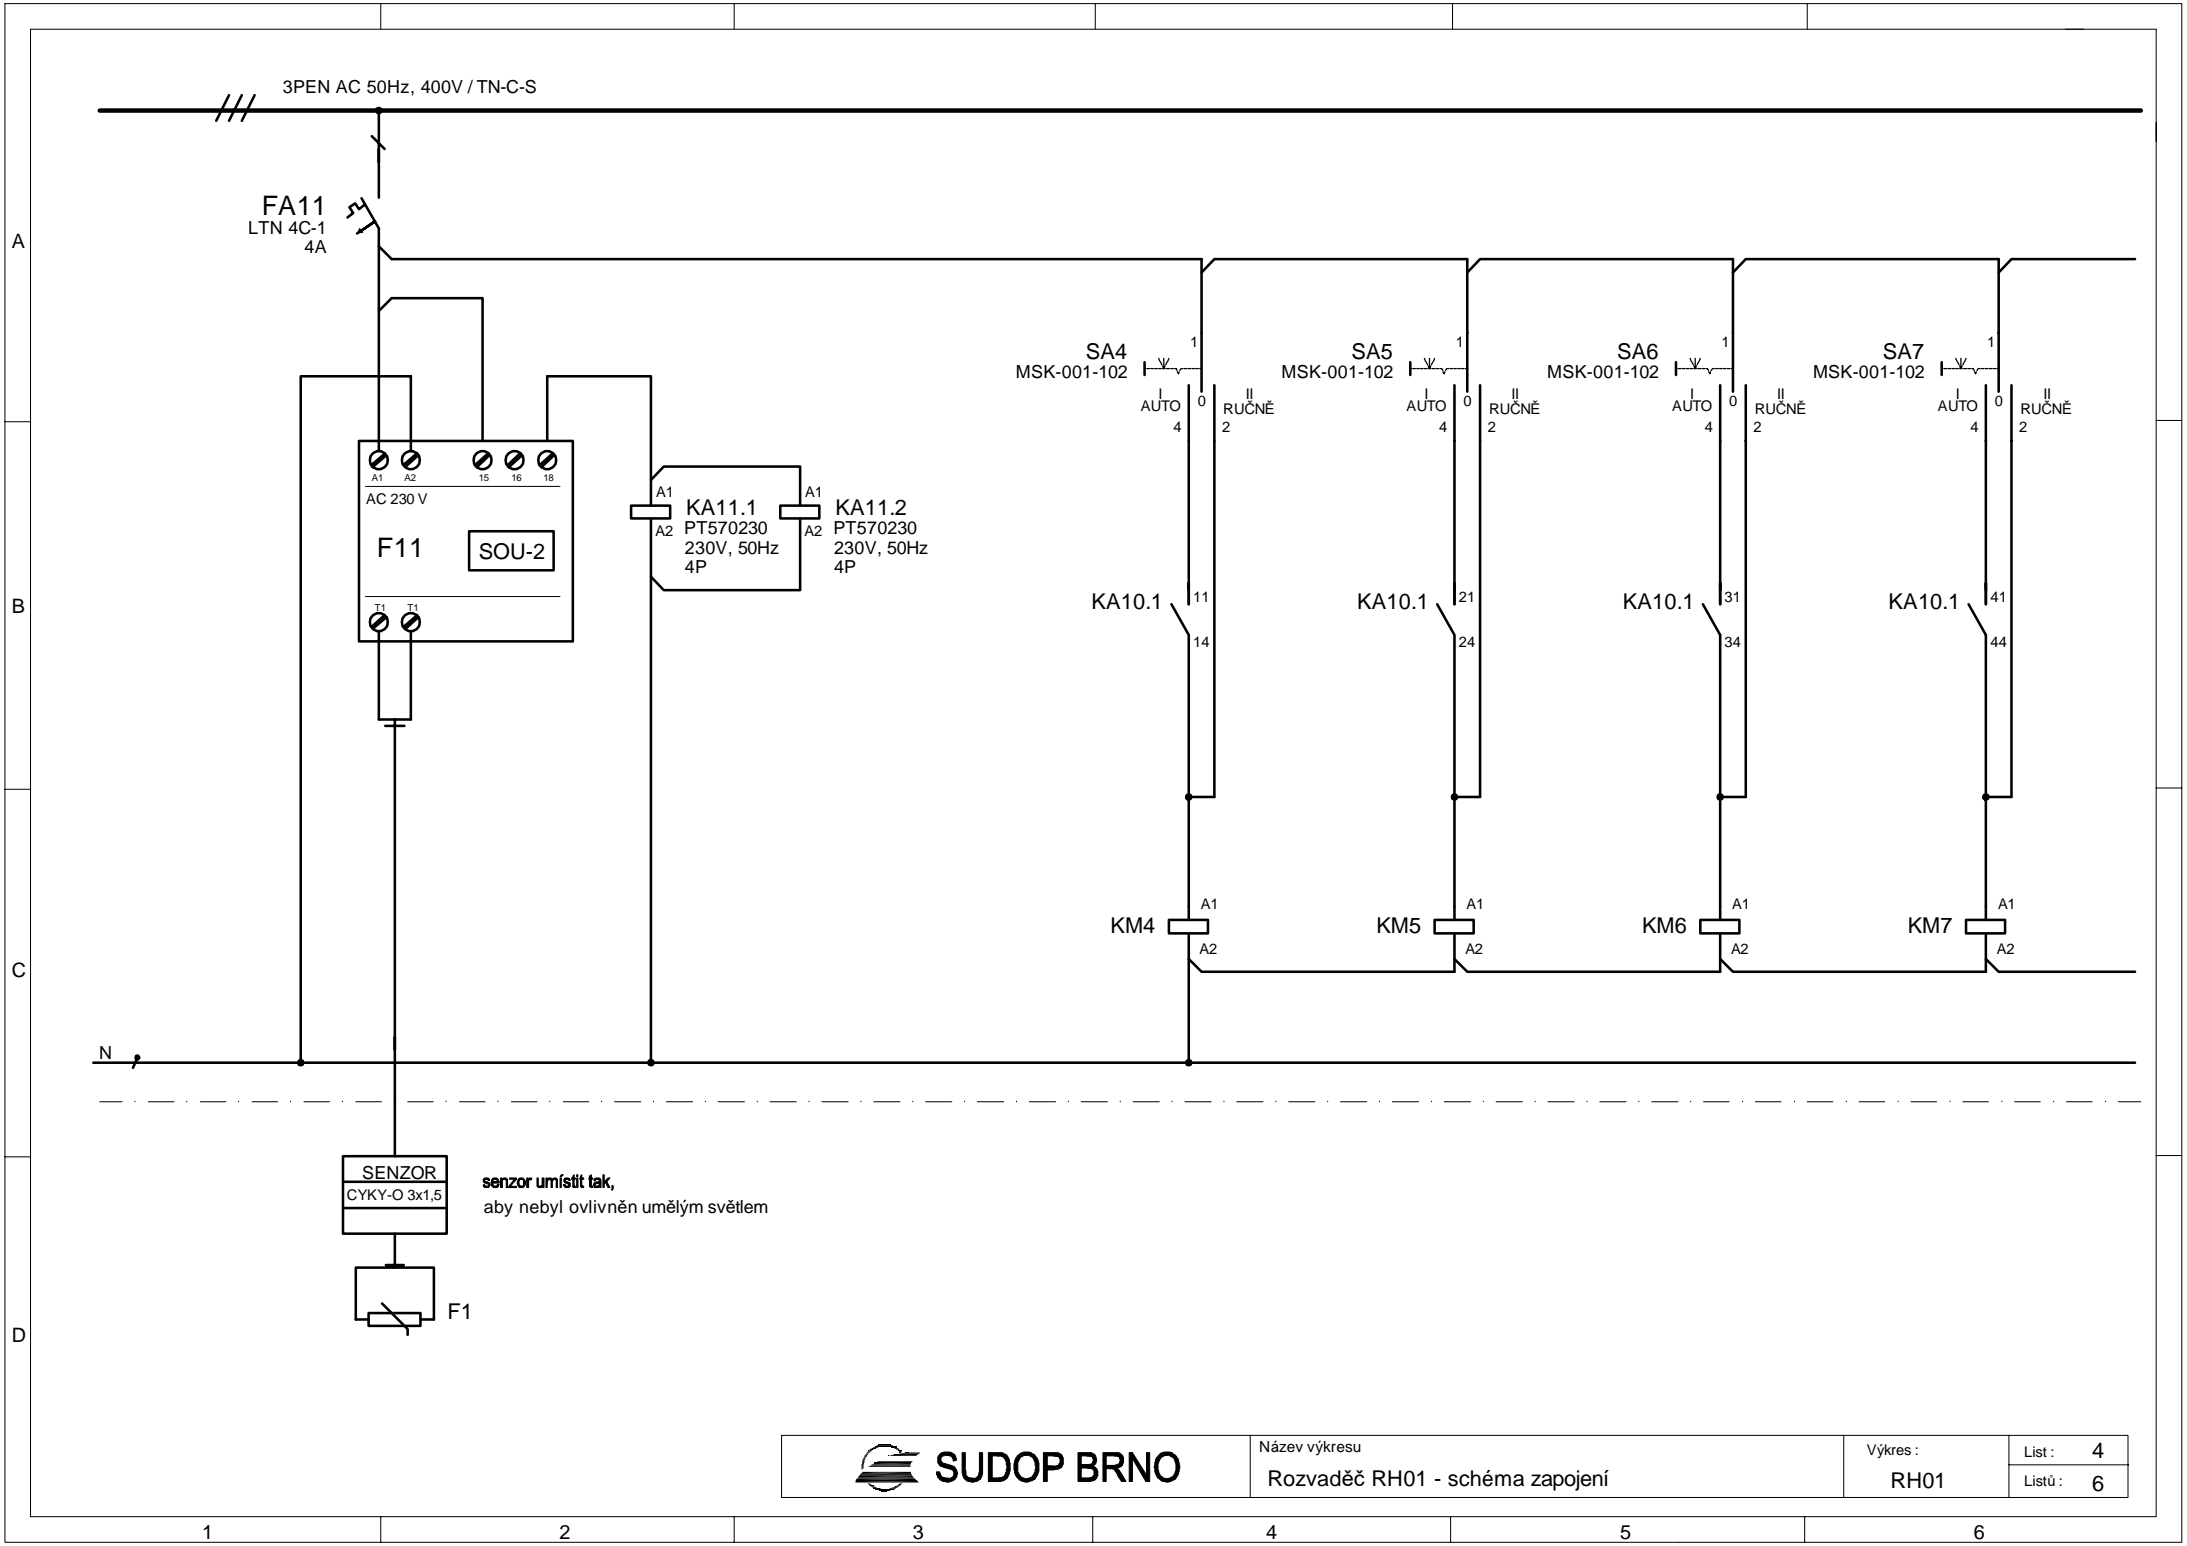 3PEN AC 50Hz, 400V / TN-C-S
FA11
LTN 4C-1
4A
A
SA4
MSK-001-102
1
I
AUTO
4
0
II
RUČNĚ
2
SA5
MSK-001-102
1
I
AUTO
4
0
II
RUČNĚ
2
SA6
MSK-001-102
1
I
AUTO
4
0
II
RUČNĚ
2
SA7
MSK-001-102
1
I
AUTO
4
0
II
RUČNĚ
2
A1 A2 15 16 18
AC 230 V
F11
SOU-2
T1 T1
A1
A2
KA11.1
PT570230
230V, 50Hz
4P
A1
A2
KA11.2
PT570230
230V, 50Hz
4P
B
KA10.1
11
14
KA10.1
21
24
KA10.1
31
34
KA10.1
41
44
KM4
A1
A2
KM5
A1
A2
KM6
A1
A2
KM7
A1
A2
C
N
SENZOR
CYKY-O 3x1,5
senzor umístit tak,
aby nebyl ovlivněn umělým světlem
F1
D
SUDOP BRNO
Název výkresu
Rozvaděč RH01 - schéma zapojení
Výkres :
RH01
List : 4
Listů : 6
1 2 3 4 5 6